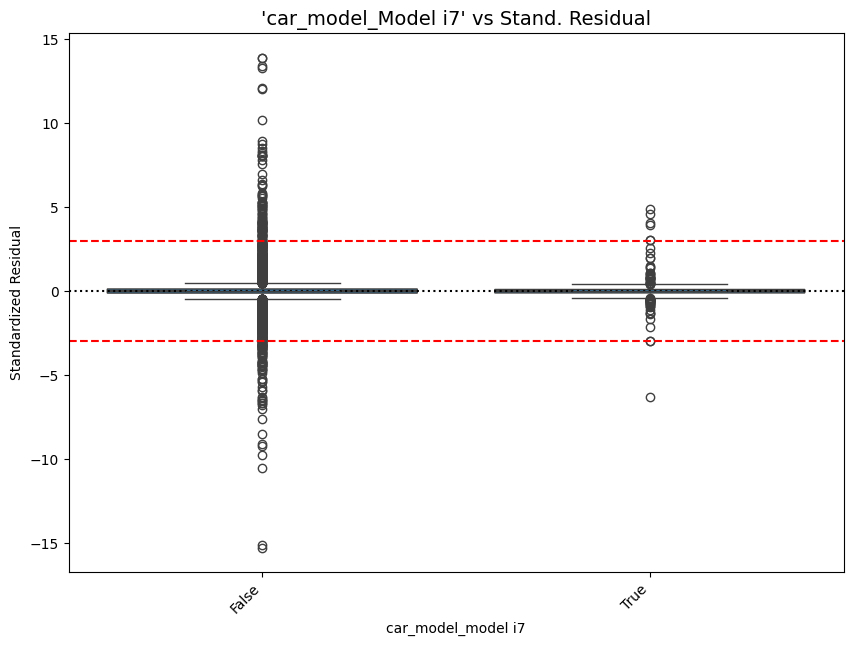 'car_model_Model i7' vs Stand. Residual
15
10
5
0
−5
−10
−15
Standardized Residual
False
True
car_model_model i7